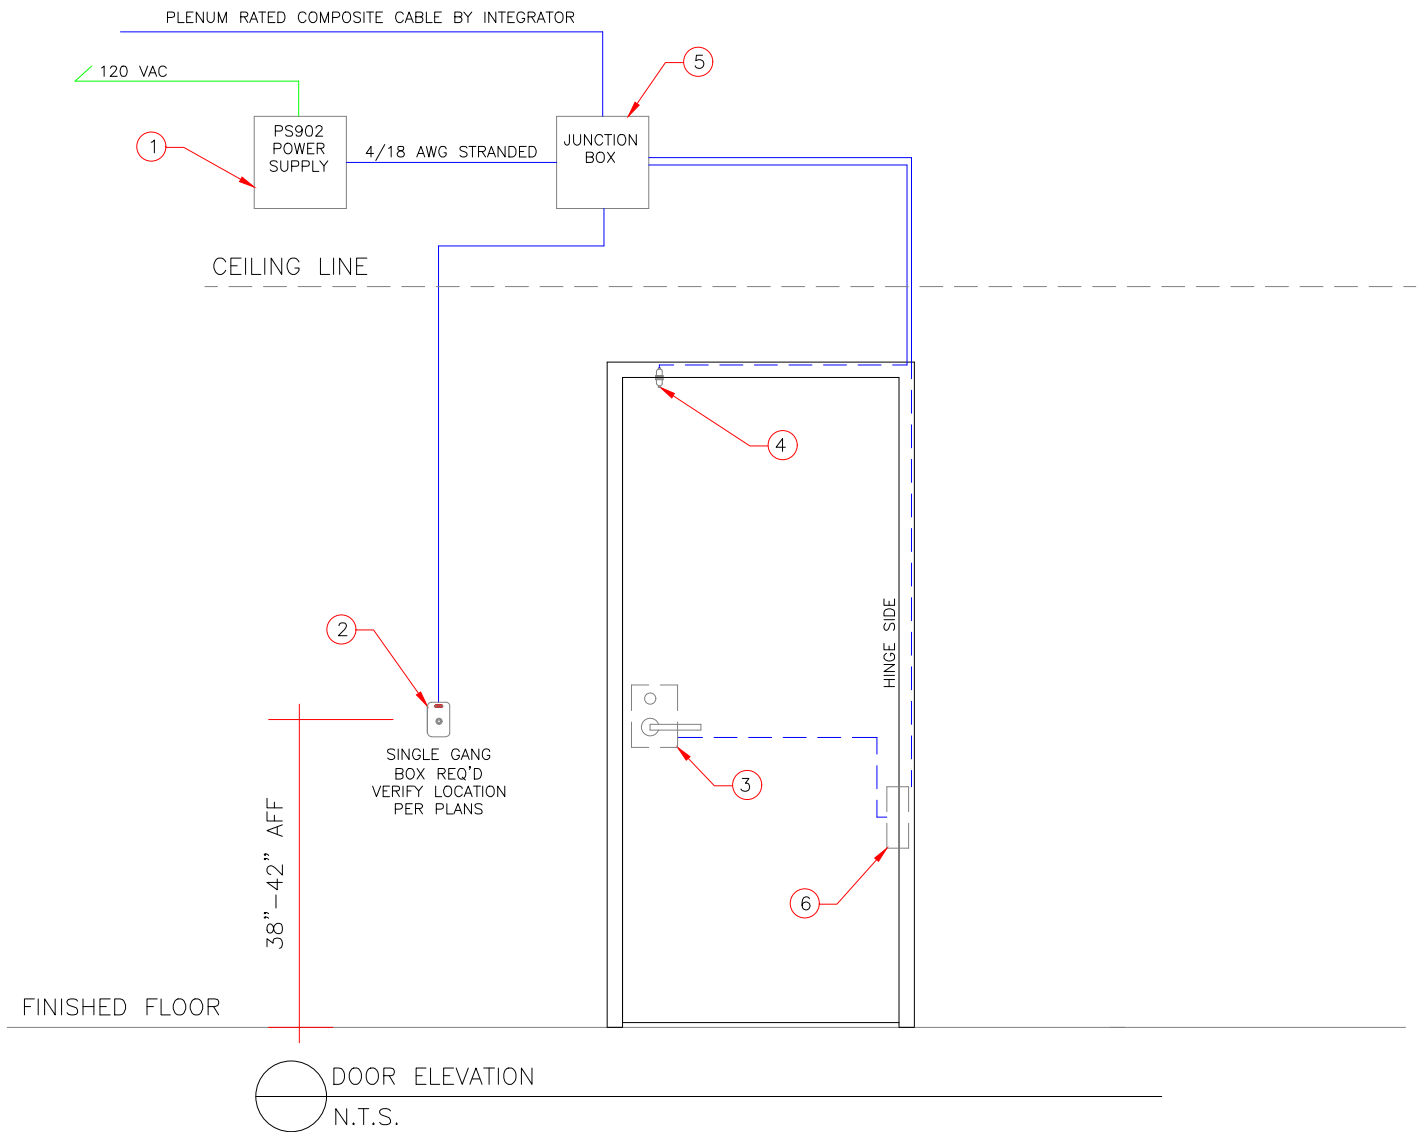 PLENUM RATED COMPOSITE CABLE BY INTEGRATOR
120 VAC
5
1
PS902
POWER
SUPPLY
4/18 AWG STRANDED
JUNCTION
BOX
CEILING LINE
4
2
HINGE SIDE
SINGLE GANG
BOX REQ'D
VERIFY LOCATION
PER PLANS
3
38"-42" AFF
6
FINISHED FLOOR
DOOR ELEVATION
N.T.S.